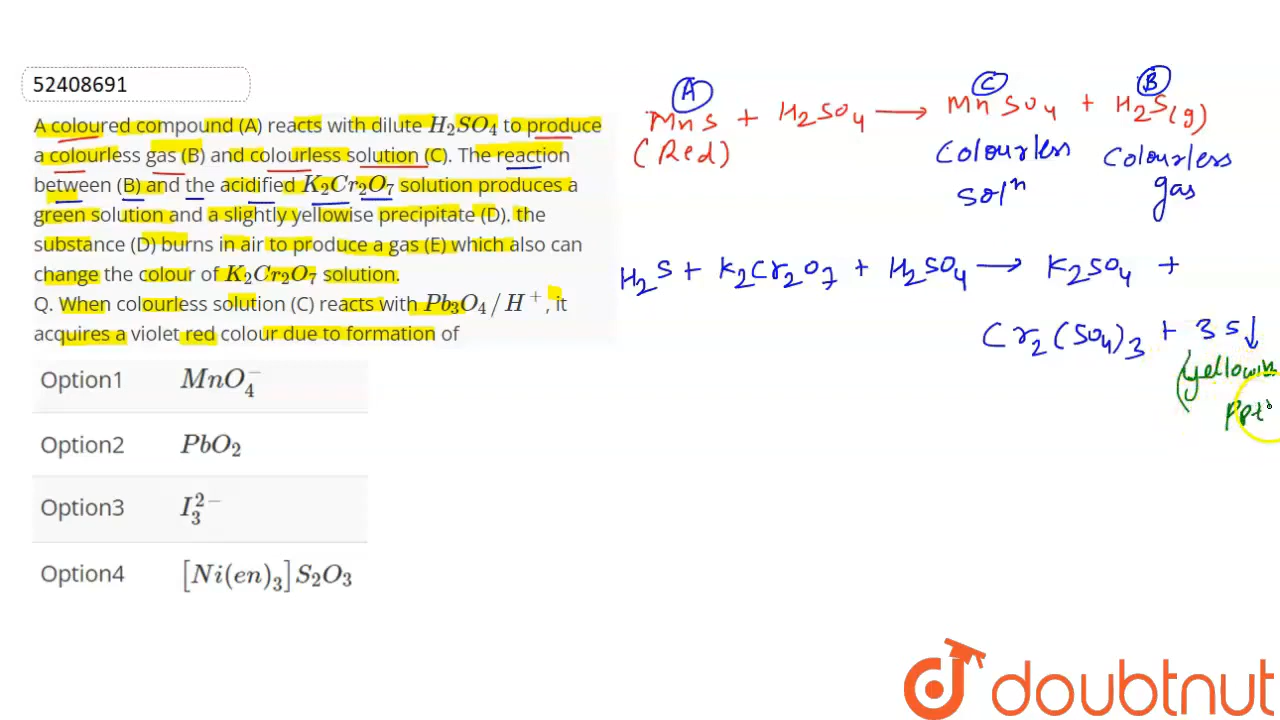 52408691
A coloured compound (A) reacts with dilute H₂SO₄ to produce
a colourless gas (B) and colourless solution (C). The reaction
between (B) and the acidified K₂Cr₂O₇ solution produces a
green solution and a slightly yellowise precipitate (D). the
substance (D) burns in air to produce a gas (E) which also can
change the colour of K₂Cr₂O₇ solution.
Q. When colourless solution (C) reacts with Pb₃O₄/H⁺, it
acquires a violet red colour due to formation of
Option1 MnO₄⁻
Option2 PbO₂
Option3 I₃²⁻
Option4 [Ni(en)₃]S₂O₃
A C B
MnS + H₂SO₄ → MnSO₄ + H₂S(g)
(Red) Colourless solⁿ Colourless gas
H₂S + K₂Cr₂O₇ + H₂SO₄ → K₂SO₄ +
Cr₂(SO₄)₃ + 3S↓
ppt
doubtnut